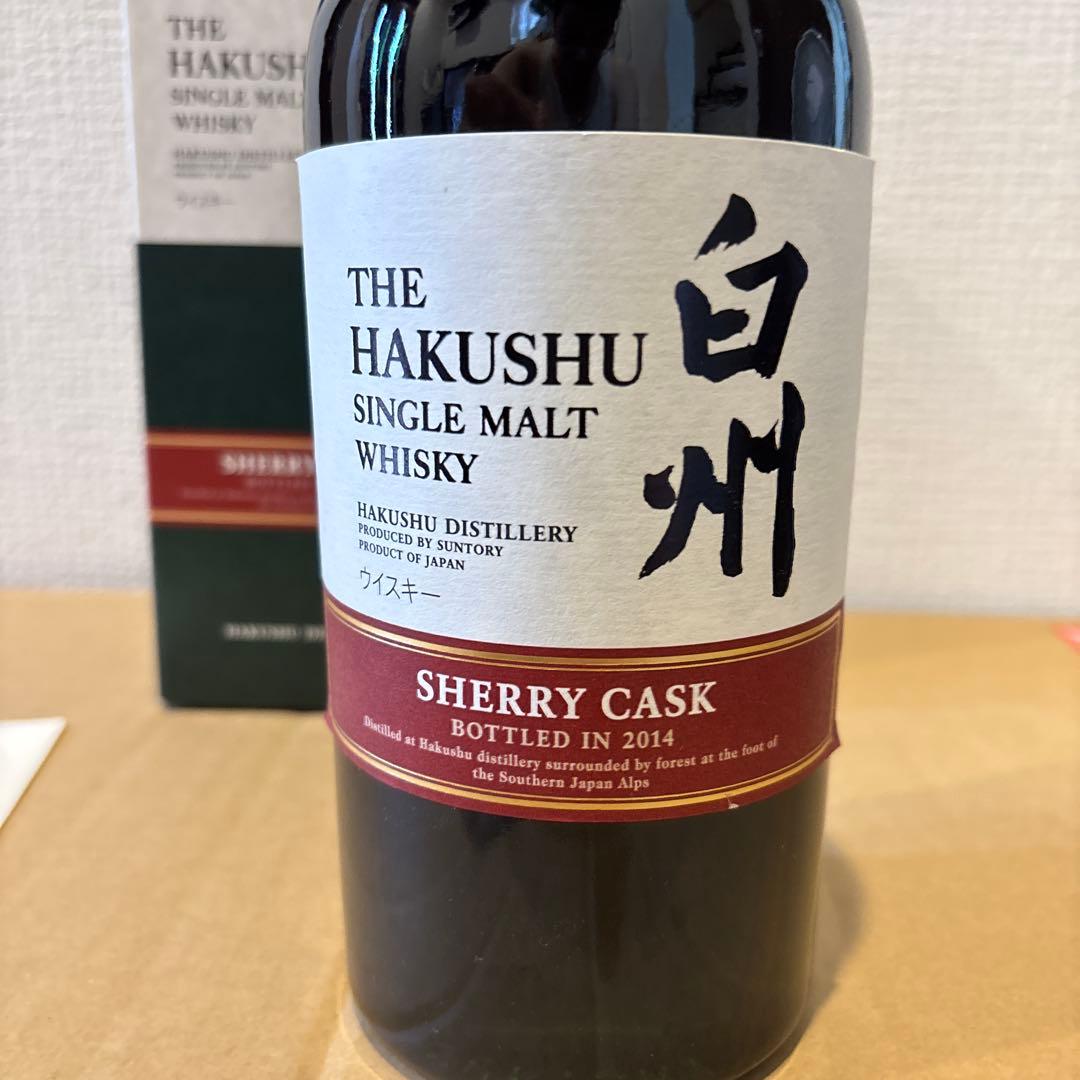 THE
HAKUSH
SINGLE MAL
WHISKY
ウイスキー
SHERRY
BOTTLED
THE
HAKUSHU
SINGLE MALT
WHISKY
白州
HAKUSHU DISTILLERY
PRODUCED BY SUNTORY
PRODUCT OF JAPAN
ウイスキー
SHERRY CASK
BOTTLED IN 2014
Distilled at Hakushu distillery surrounded by forest at the foot of
the Southern Japan Alps